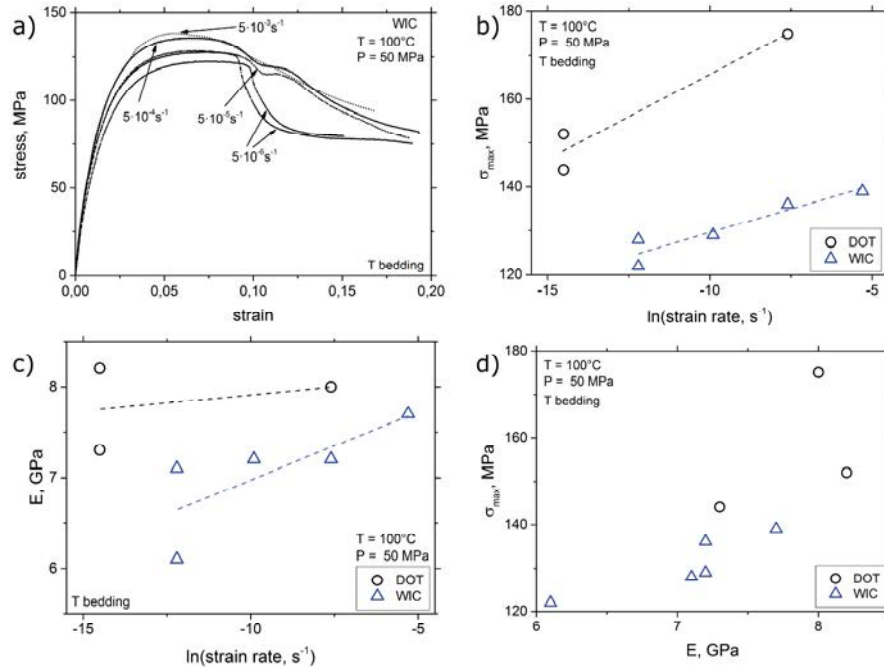 a)
WIC
T = 100°C
P = 50 MPa
5·10⁻³s⁻¹
5·10⁻⁴s⁻¹
5·10⁻⁵s⁻¹
5·10⁻⁶s⁻¹
T bedding
stress, MPa
150
125
100
75
50
25
0
0,00 0,05 0,10 0,15 0,20
strain
b)
T = 100°C
P = 50 MPa
T bedding
σmax, MPa
180
160
140
120
-15 -10 -5
ln(strain rate, s⁻¹)
DOT
WIC
c)
E, GPa
8
7
6
T = 100°C
P = 50 MPa
T bedding
DOT
WIC
-15 -10 -5
ln(strain rate, s⁻¹)
d)
T = 100°C
P = 50 MPa
T bedding
σmax, MPa
180
160
140
120
6 7 8
E, GPa
DOT
WIC